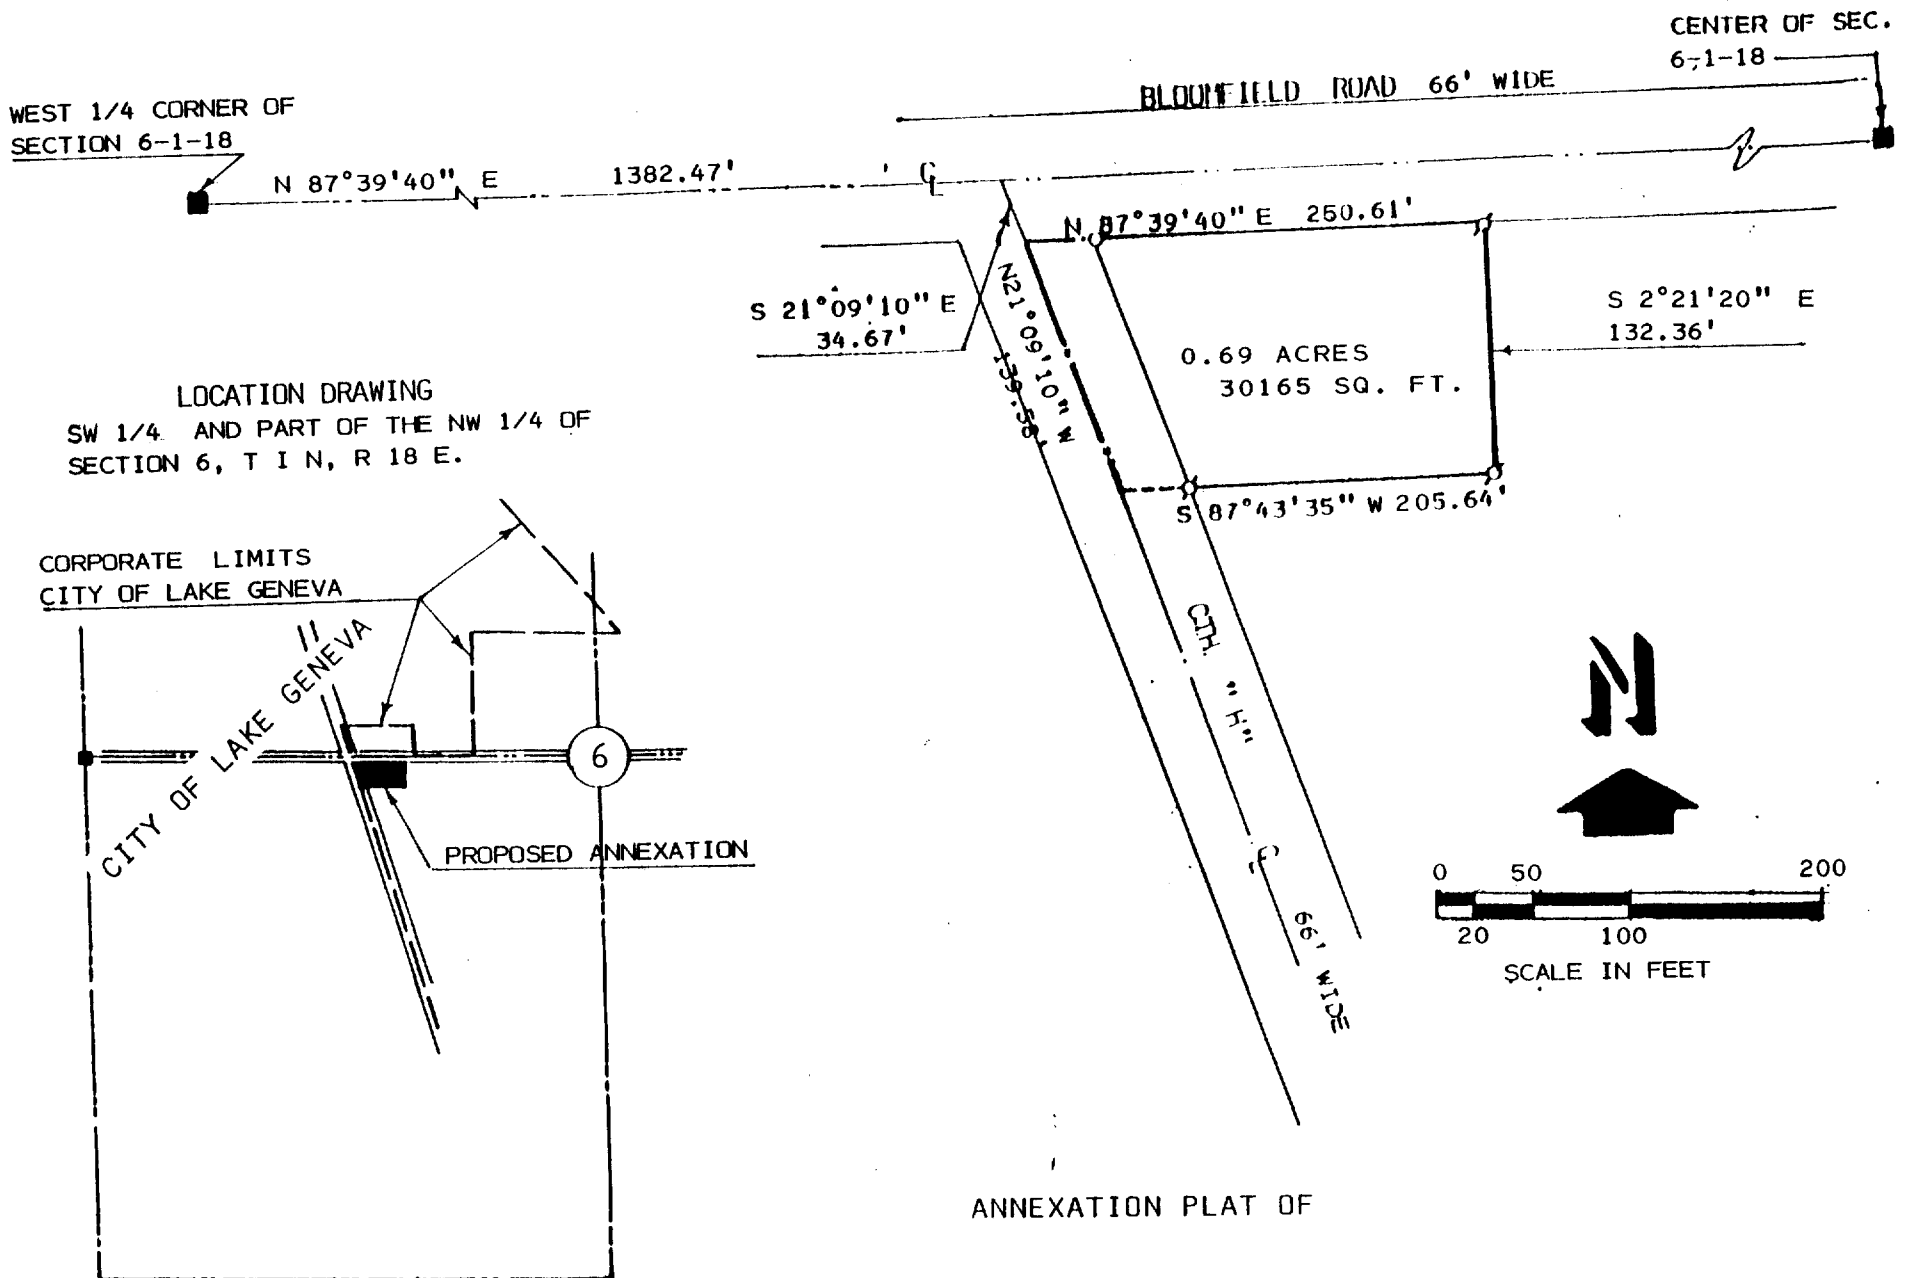 CENTER OF SEC.
6-1-18
BLOOMFIELD ROAD 66' WIDE
WEST 1/4 CORNER OF
SECTION 6-1-18
N 87°39'40" E 1382.47'
N 87°39'40" E 250.61'
S 21°09'10" E
34.67'
N21°09'10" W
139.58'
S 2°21'20" E
132.36'
0.69 ACRES
30165 SQ. FT.
S 87°43'35" W 205.64'
LOCATION DRAWING
SW 1/4 AND PART OF THE NW 1/4 OF
SECTION 6, T I N, R 18 E.
CORPORATE LIMITS
CITY OF LAKE GENEVA
CITY OF LAKE GENEVA
6
PROPOSED ANNEXATION
C.T.H. "H"
66' WIDE
N
0 50 200
20 100
SCALE IN FEET
ANNEXATION PLAT OF